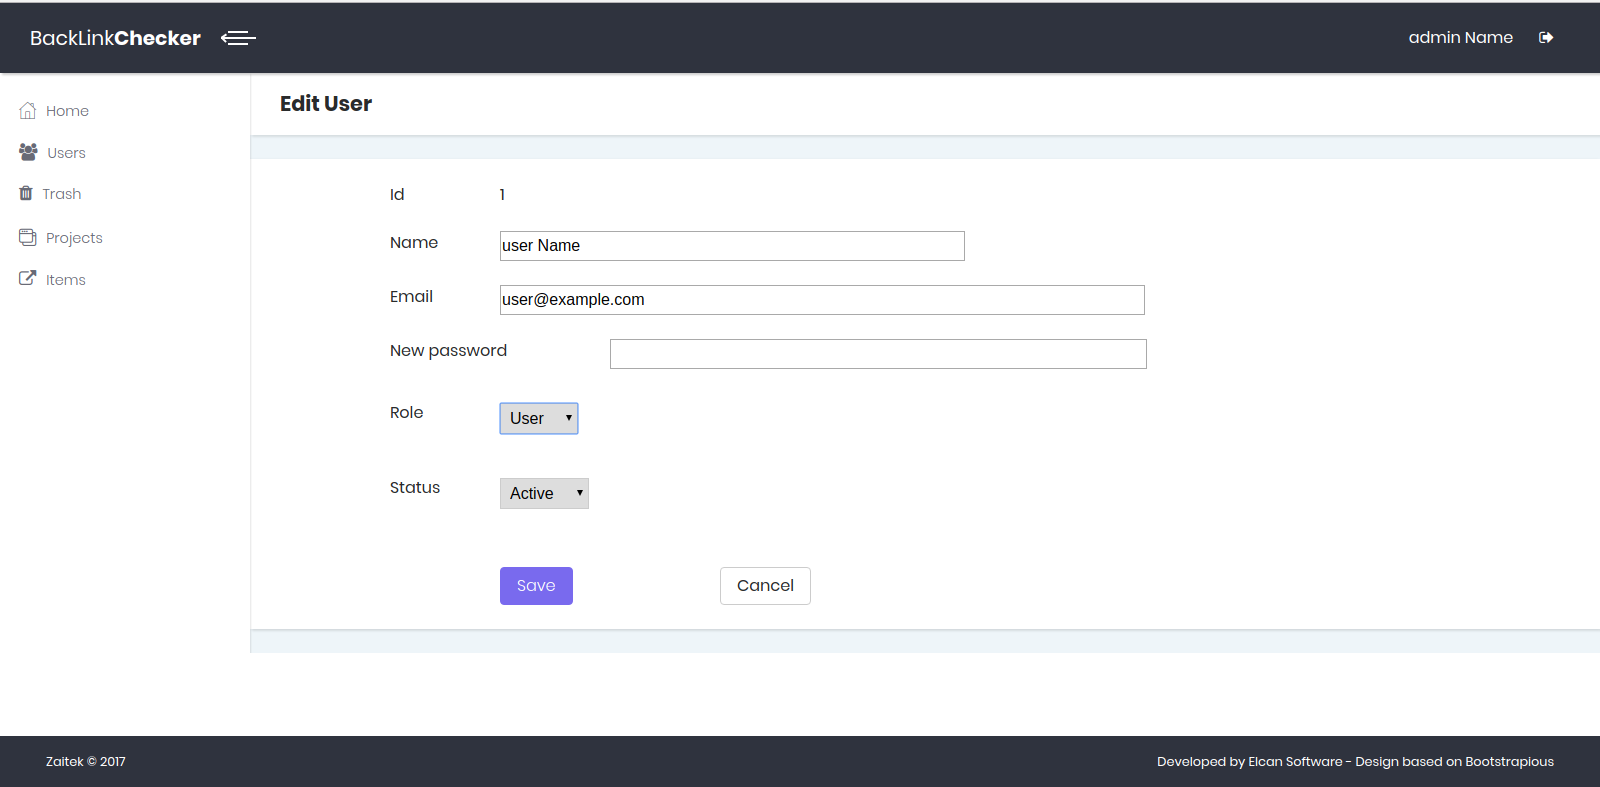 BackLinkChecker
admin Name
Home
Users
Trash
Projects
Items
Edit User
Id 1
Name user Name
Email user@example.com
New password
Role User
Status Active
Save Cancel
Zaitek © 2017
Developed by Elcan Software - Design based on Bootstrapious